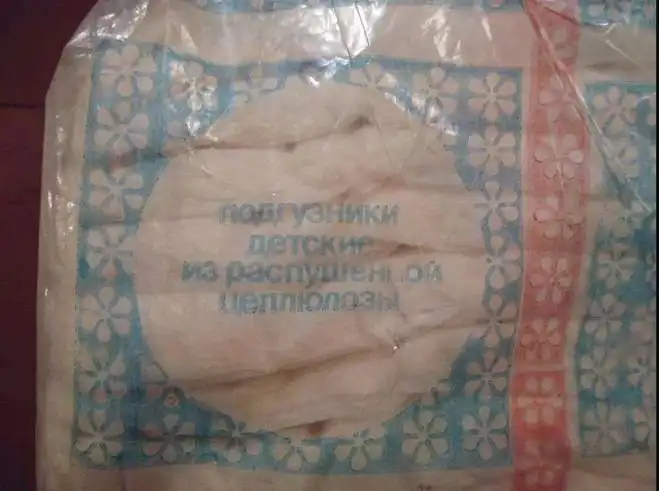 подгузники
детские
из распушенной
целлюлозы